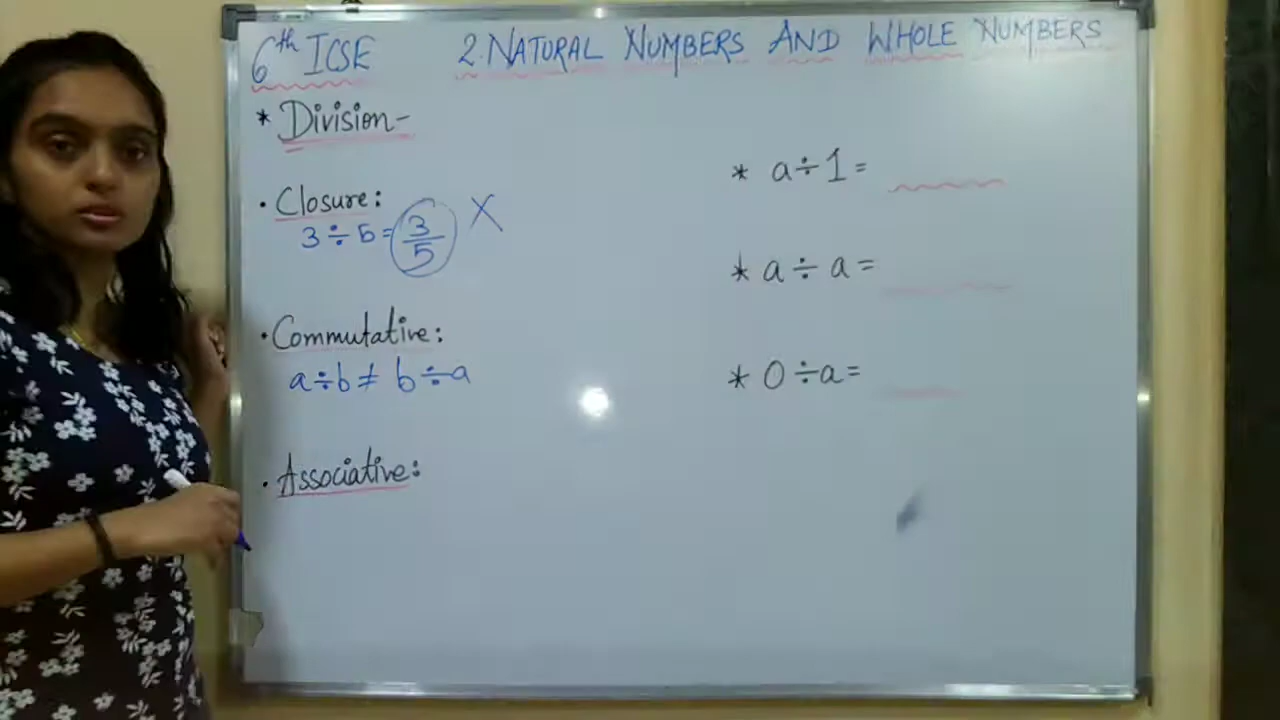 6th ICSE 2. NATURAL NUMBERS AND WHOLE NUMBERS
* Division-
• Closure:
3 ÷ 5 = 3/5 X
• Commutative:
a ÷ b ≠ b ÷ a
• Associative:
* a ÷ 1 =
* a ÷ a =
* 0 ÷ a =